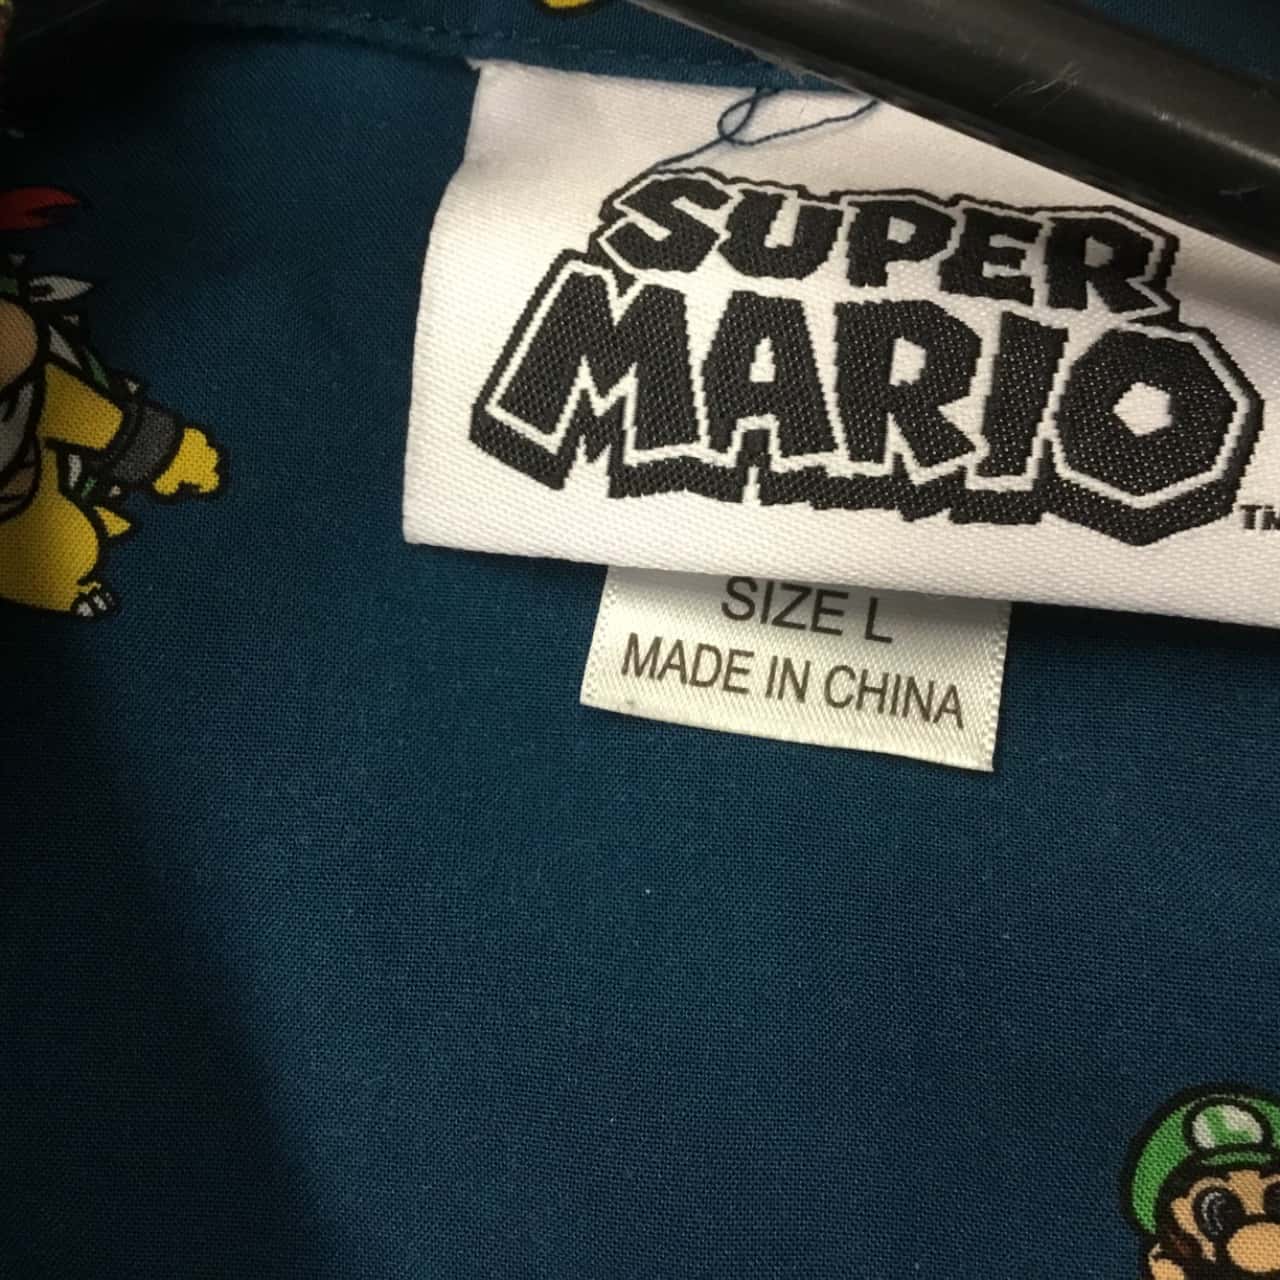 SUPER
MARIO
TM
SIZE L
MADE IN CHINA